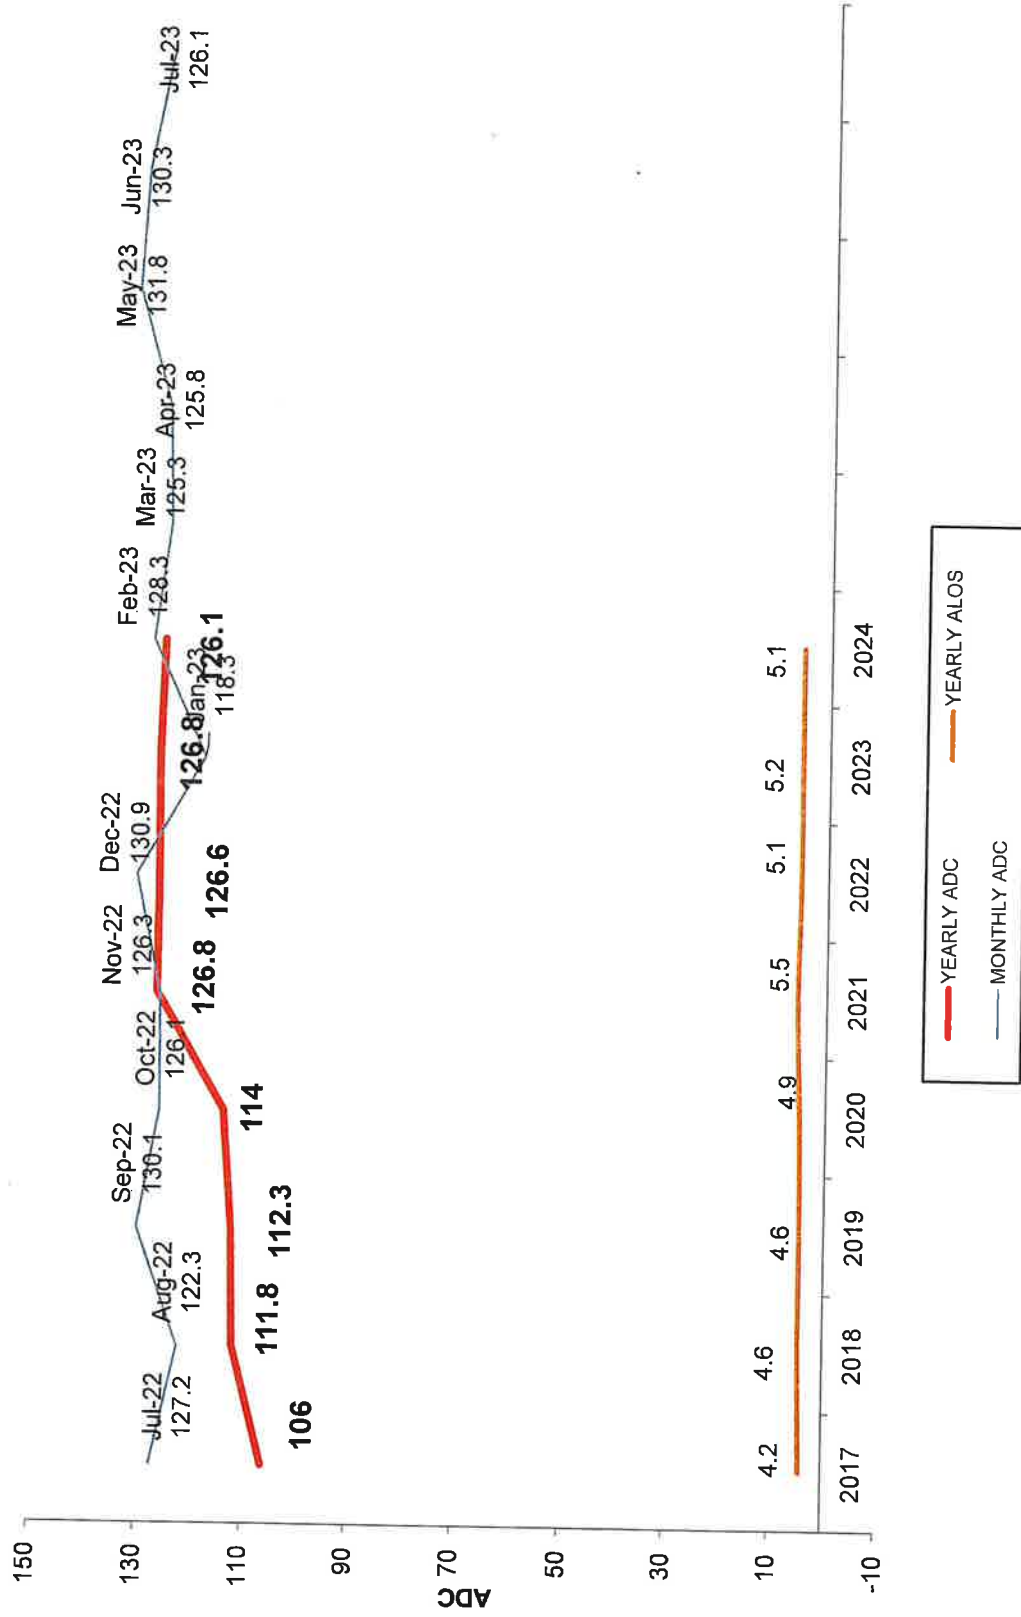 150
130
110
90
70
50
30
10
-10
ADC
Jul-22
127.2
Aug-22
122.3
Sep-22
130.1
Oct-22
126.1
Nov-22
126.3
Dec-22
130.9
Jan-23
118.3
Feb-23
128.3
Mar-23
125.3
Apr-23
125.8
May-23
131.8
Jun-23
130.3
Jul-23
126.1
106
111.8
112.3
114
126.8
126.6
126.8
126.1
4.2
4.6
4.6
4.9
5.5
5.1
5.2
5.1
2017
2018
2019
2020
2021
2022
2023
2024
YEARLY ADC
YEARLY ALOS
MONTHLY ADC